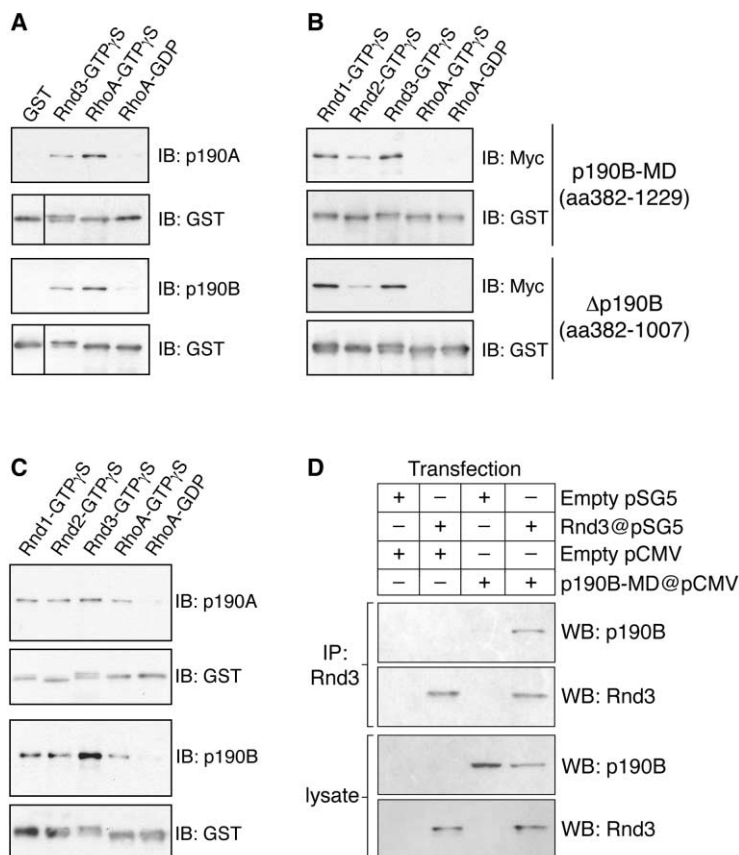 A
GST
Rnd3-GTPγS
RhoA-GTPγS
RhoA-GDP
IB: p190A
IB: GST
IB: p190B
IB: GST
B
Rnd1-GTPγS
Rnd2-GTPγS
Rnd3-GTPγS
RhoA-GTPγS
RhoA-GDP
IB: Myc
IB: GST
p190B-MD
(aa382-1229)
IB: Myc
IB: GST
Δp190B
(aa382-1007)
C
Rnd1-GTPγS
Rnd2-GTPγS
Rnd3-GTPγS
RhoA-GTPγS
RhoA-GDP
IB: p190A
IB: GST
IB: p190B
IB: GST
D
Transfection
+ − + − Empty pSG5
− + − + Rnd3@pSG5
+ + − − Empty pCMV
− − + + p190B-MD@pCMV
IP:
Rnd3
WB: p190B
WB: Rnd3
lysate
WB: p190B
WB: Rnd3